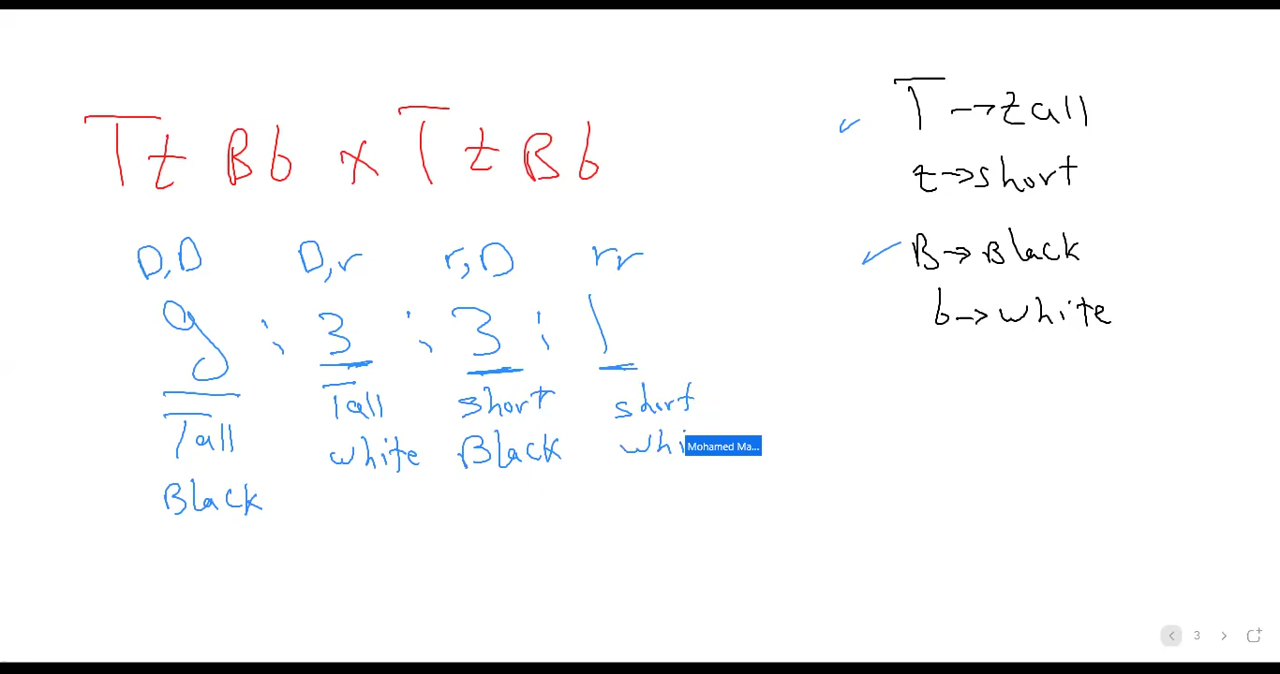 Tt Bb x Tt Bb
T → tall
t → short
B → Black
b → white
D,D D,r r,D rr
9 : 3 : 3 : 1
Tall Tall short short
Black white Black whi
Mohamed Ma...
3